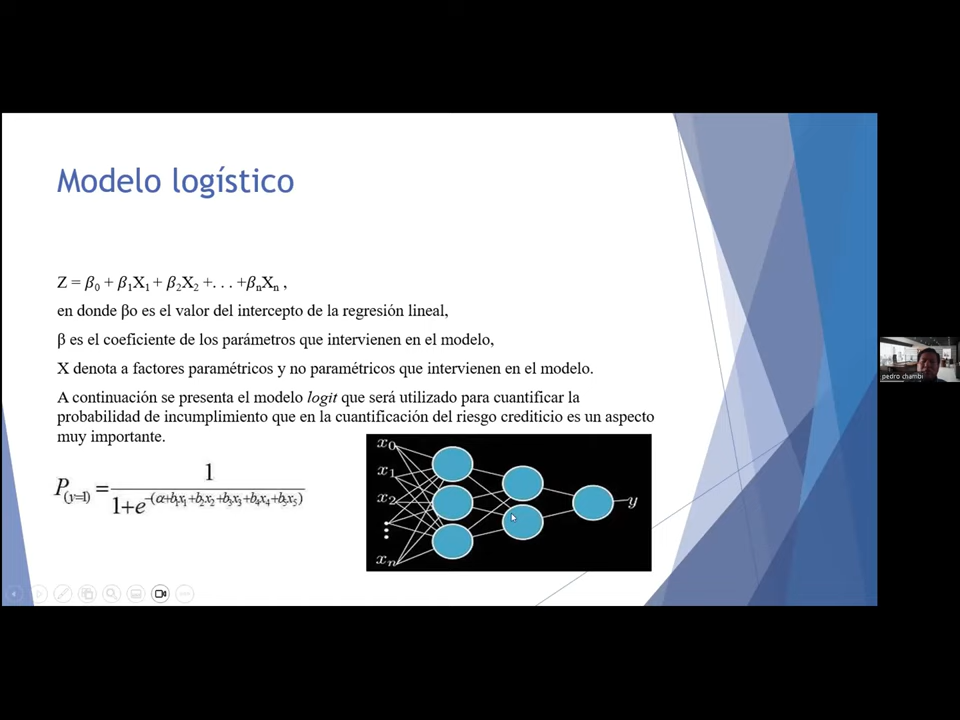 Modelo logístico
Z = β₀ + β₁X₁ + β₂X₂ +. . . +βₙXₙ ,
en donde βo es el valor del intercepto de la regresión lineal,
β es el coeficiente de los parámetros que intervienen en el modelo,
X denota a factores paramétricos y no paramétricos que intervienen en el modelo.
A continuación se presenta el modelo logit que será utilizado para cuantificar la
probabilidad de incumplimiento que en la cuantificación del riesgo crediticio es un aspecto
muy importante.
P(y=1) = 1 / 1+e^−(α+b₁x₁+b₂x₂+b₃x₃+b₄x₄+b₅x₅)
x₀
x₁
x₂
xₙ
y
pedro chambi